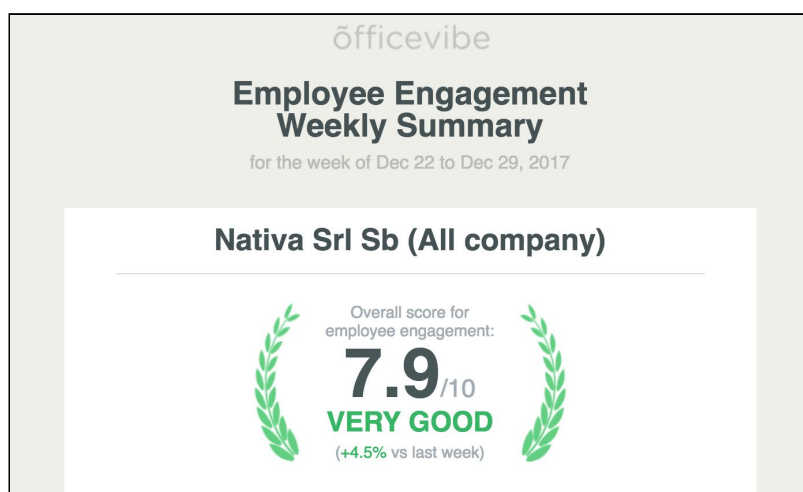 õfficevibe
Employee Engagement
Weekly Summary
for the week of Dec 22 to Dec 29, 2017
Nativa Srl Sb (All company)
Overall score for
employee engagement:
7.9/10
VERY GOOD
(+4.5% vs last week)